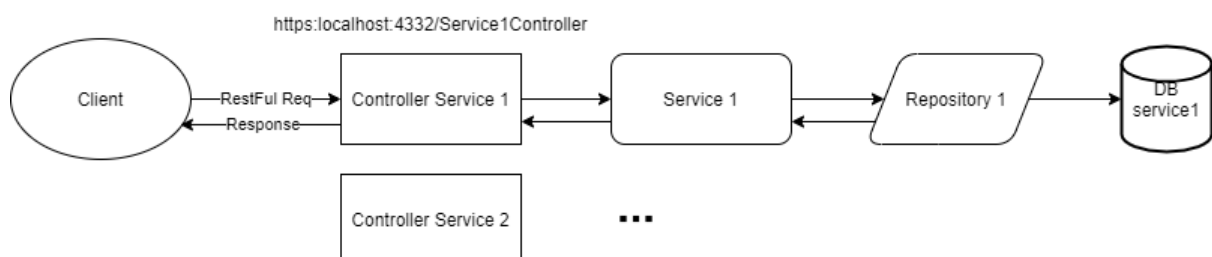 https:localhost:4332/Service1Controller
Client
RestFul Req
Response
Controller Service 1
Service 1
Repository 1
DB
service1
Controller Service 2
...